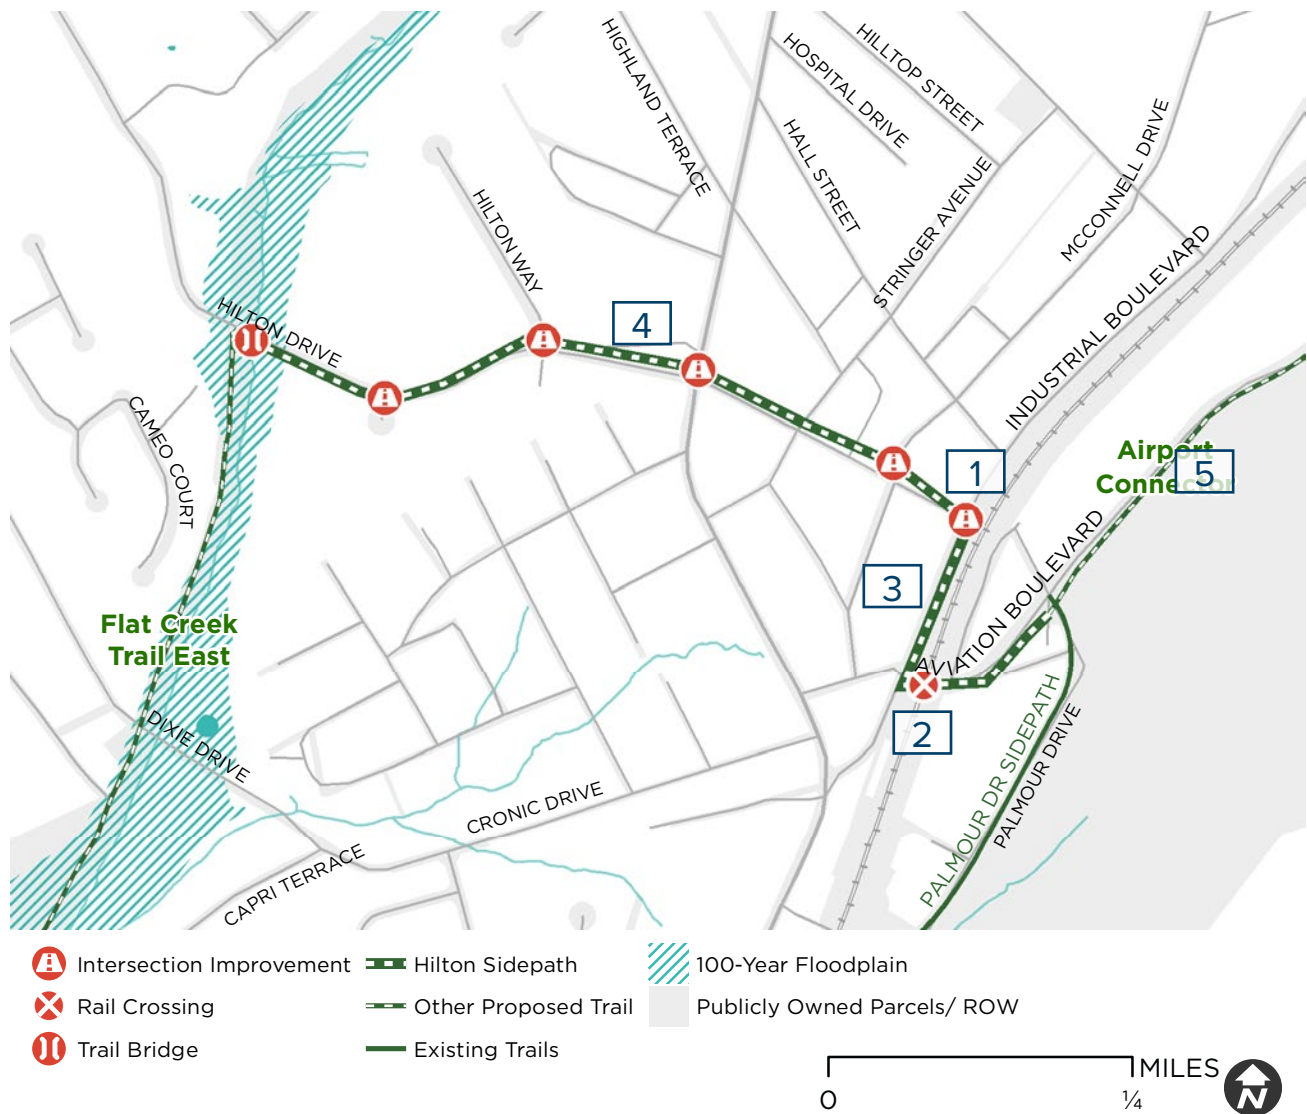 HIGHLAND TERRACE
HOSPITAL DRIVE
HILLTOP STREET
HALL STREET
STRINGER AVENUE
MCCONNELL DRIVE
HILTON WAY
INDUSTRIAL BOULEVARD
HILTON DRIVE
4
CAMEO COURT
1
Airport
Connector
5
3
AVIATION BOULEVARD
Flat Creek
Trail East
2
DIXIE DRIVE
PALMOUR DR SIDEPATH
PALMOUR DRIVE
CRONIC DRIVE
CAPRI TERRACE
Intersection Improvement
Rail Crossing
Trail Bridge
Hilton Sidepath
Other Proposed Trail
Existing Trails
100-Year Floodplain
Publicly Owned Parcels/ ROW
MILES
0
¼
N